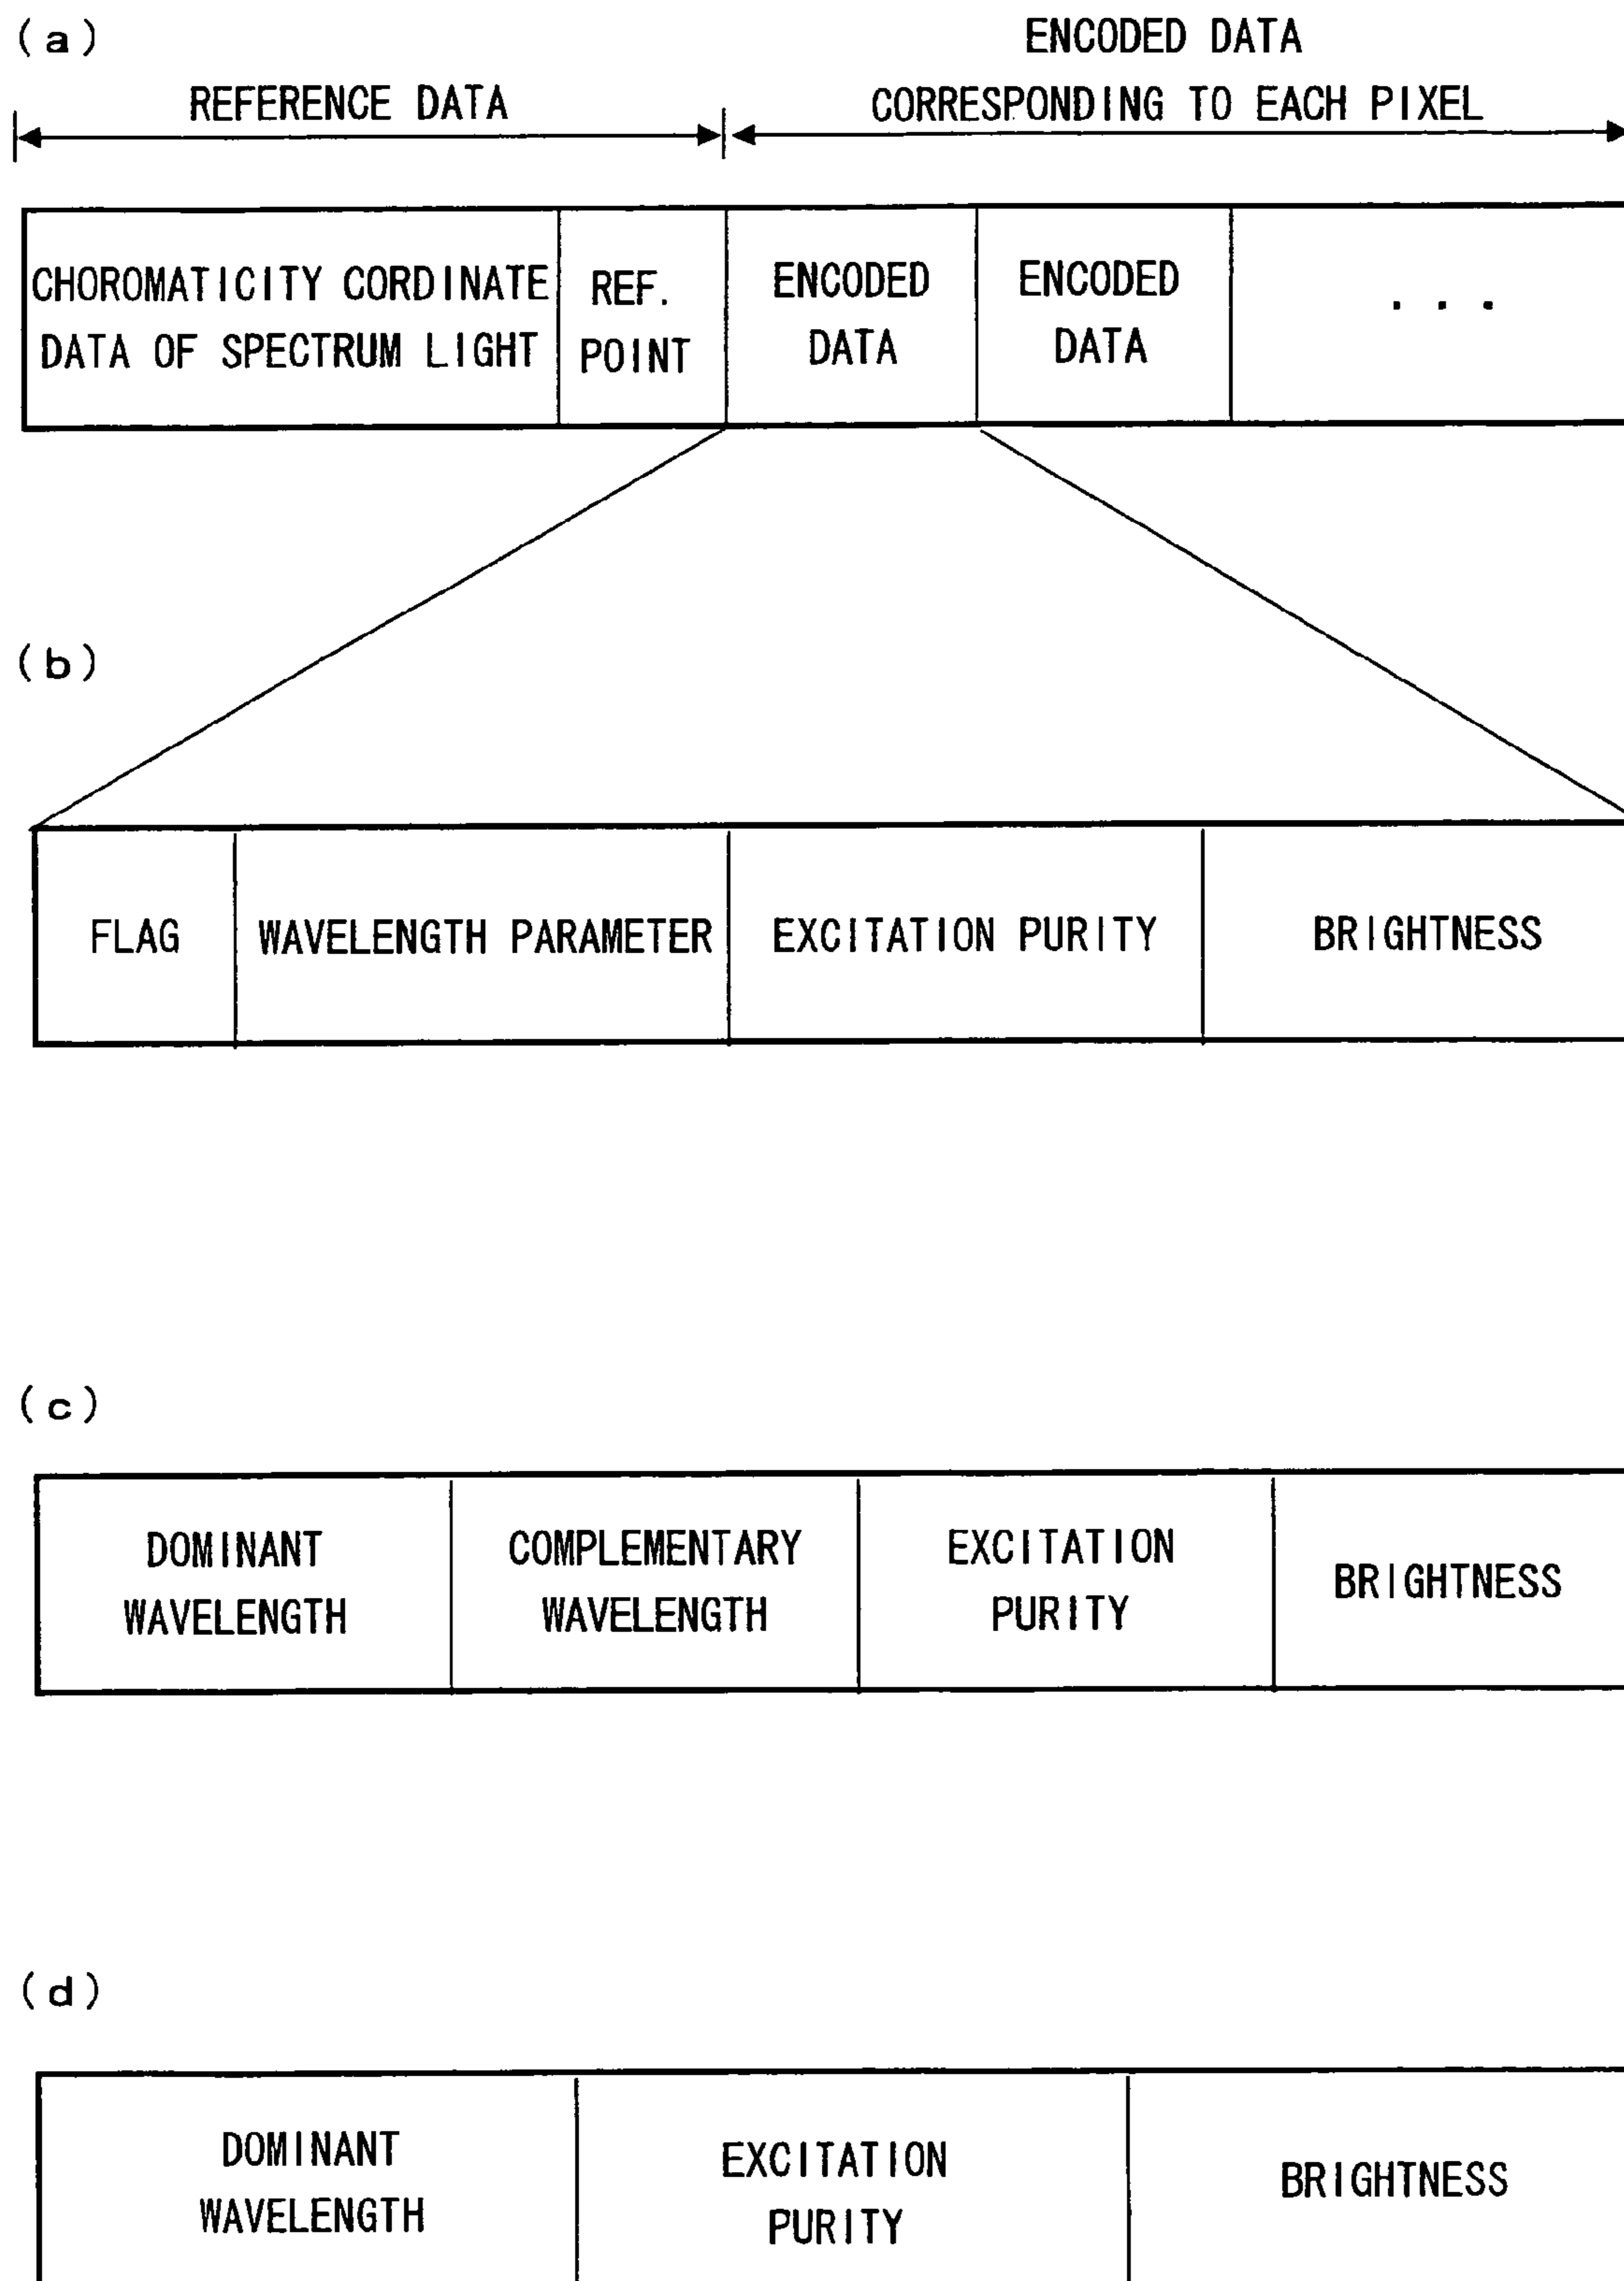 (a)
REFERENCE DATA
ENCODED DATA
CORRESPONDING TO EACH PIXEL
CHOROMATICITY CORDINATE
DATA OF SPECTRUM LIGHT
REF.
POINT
ENCODED
DATA
ENCODED
DATA
...
(b)
FLAG
WAVELENGTH PARAMETER
EXCITATION PURITY
BRIGHTNESS
(c)
DOMINANT
WAVELENGTH
COMPLEMENTARY
WAVELENGTH
EXCITATION
PURITY
BRIGHTNESS
(d)
DOMINANT
WAVELENGTH
EXCITATION
PURITY
BRIGHTNESS